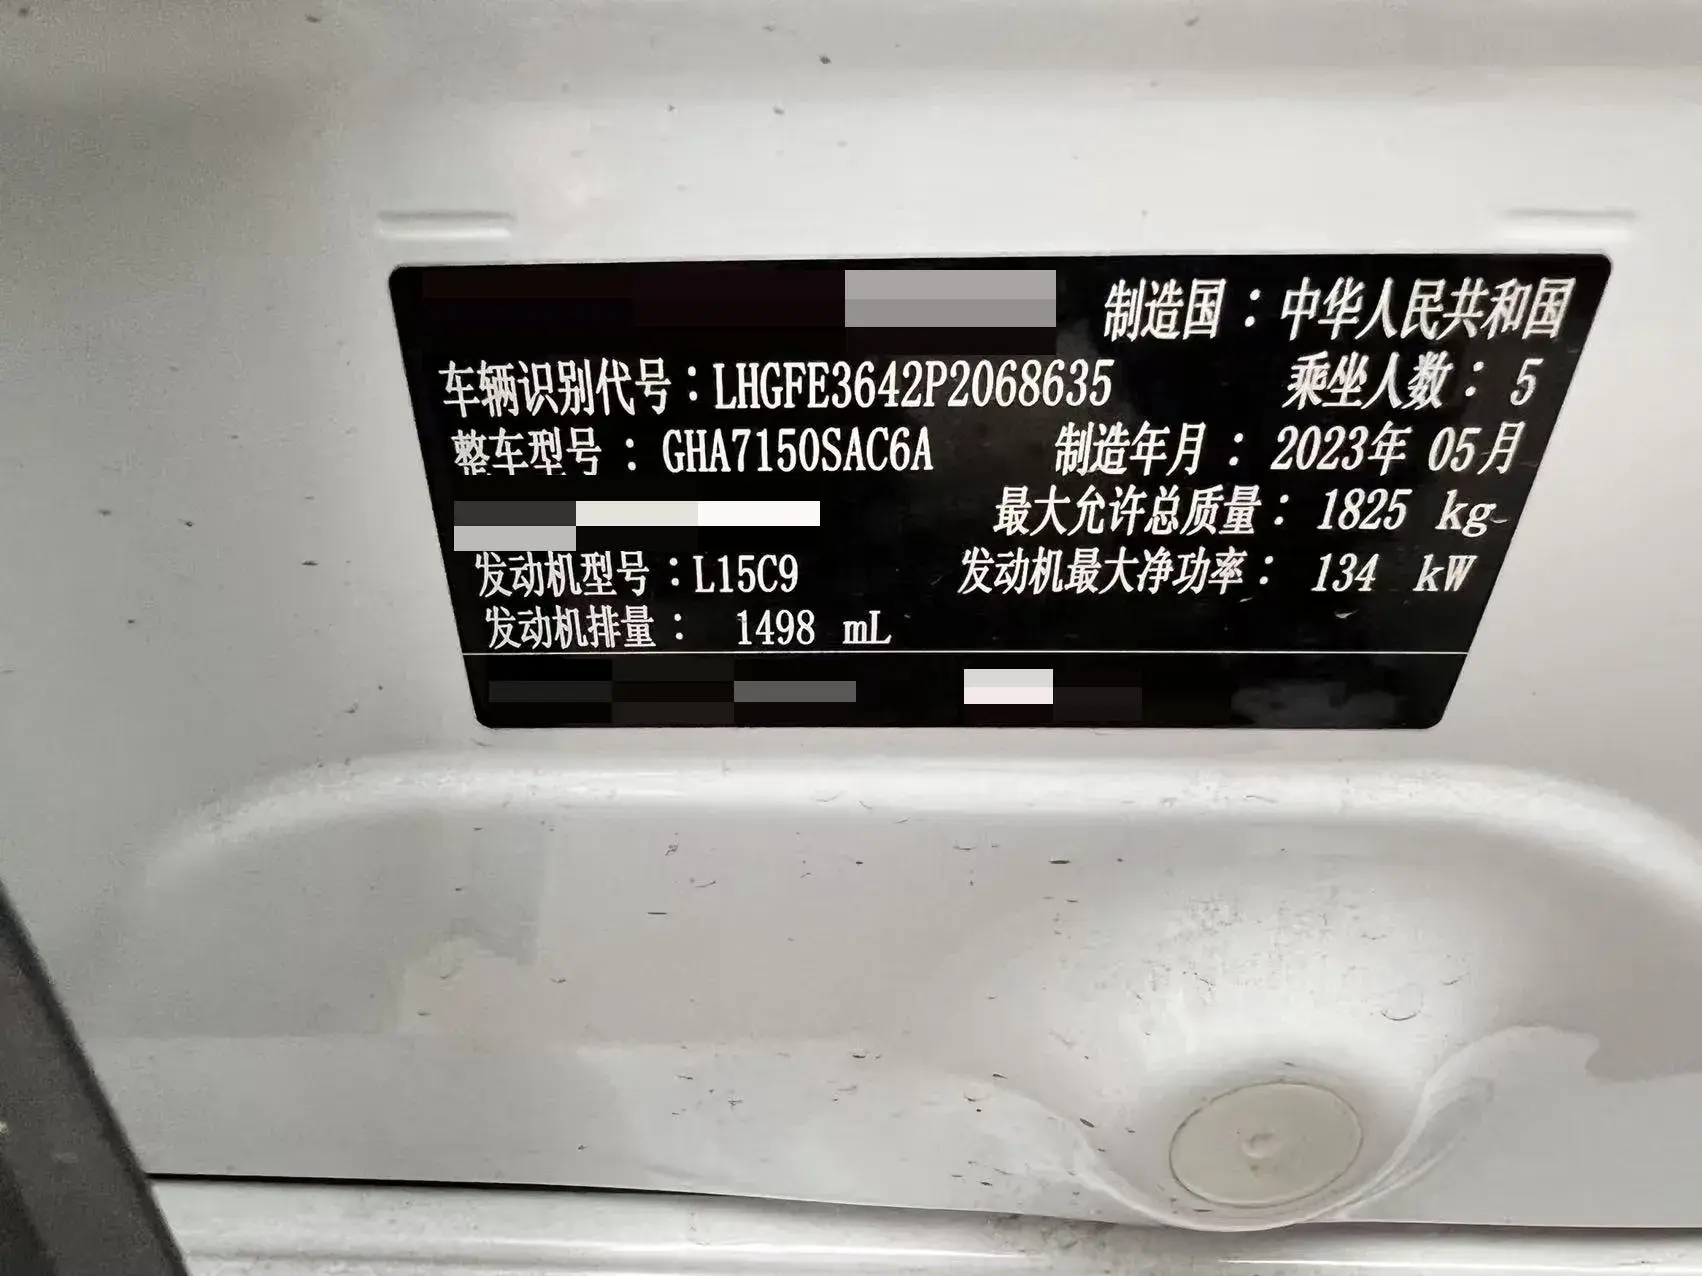 制造国：中华人民共和国
车辆识别代号：LHGFE3642P2068635 乘坐人数：5
整车型号：GHA7150SAC6A 制造年月：2023年 05月
最大允许总质量：1825 kg
发动机型号：L15C9 发动机最大净功率：134 kW
发动机排量：1498 mL